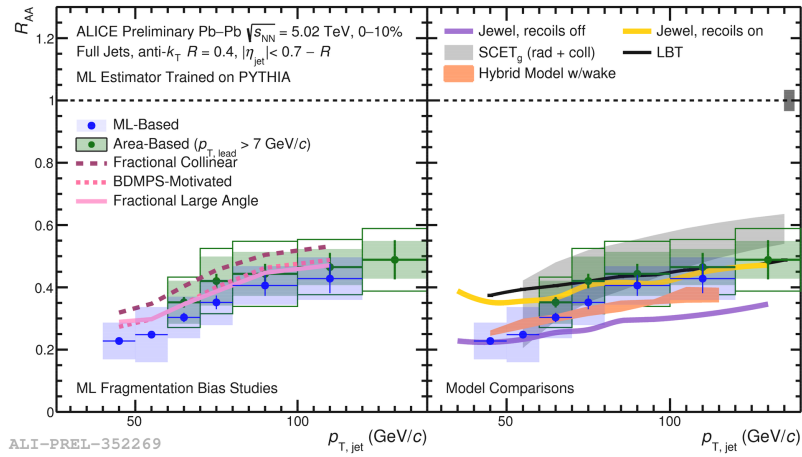 R_AA
ALICE Preliminary Pb–Pb √s_NN = 5.02 TeV, 0–10%
Full Jets, anti-k_T R = 0.4, |η_jet|< 0.7 − R
ML Estimator Trained on PYTHIA
ML-Based
Area-Based (p_T, lead > 7 GeV/c)
Fractional Collinear
BDMPS-Motivated
Fractional Large Angle
ML Fragmentation Bias Studies
1.2
1
0.8
0.6
0.4
0.2
0
50
100
p_T, jet (GeV/c)
Jewel, recoils off
Jewel, recoils on
SCET_g (rad + coll)
LBT
Hybrid Model w/wake
Model Comparisons
50
100
p_T, jet (GeV/c)
ALI-PREL-352269